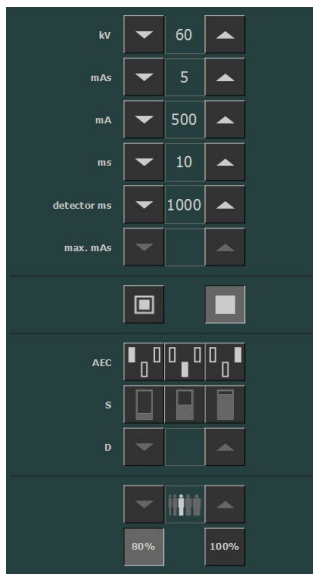 kV 60
mAs 5
mA 500
ms 10
detector ms 1000
max. mAs
AEC
S
D
80% 100%